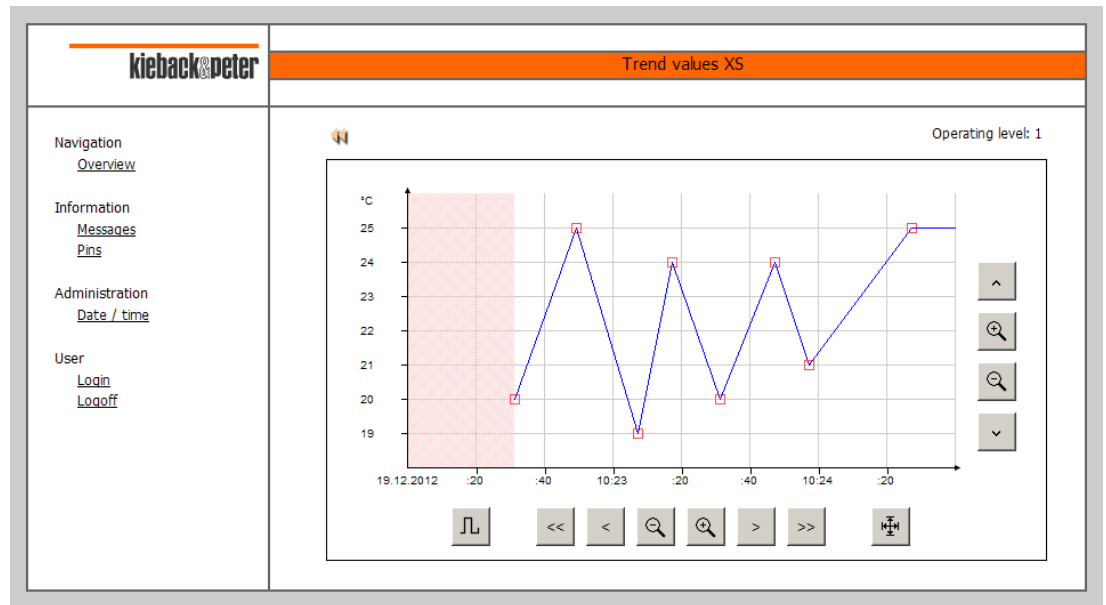 kieback&peter
Trend values XS
Navigation
Overview
Information
Messages
Pins
Administration
Date / time
User
Login
Logoff
Operating level: 1
°C
25
24
23
22
21
20
19
19.12.2012 :20 :40 10:23 :20 :40 10:24 :20
<< < > >>